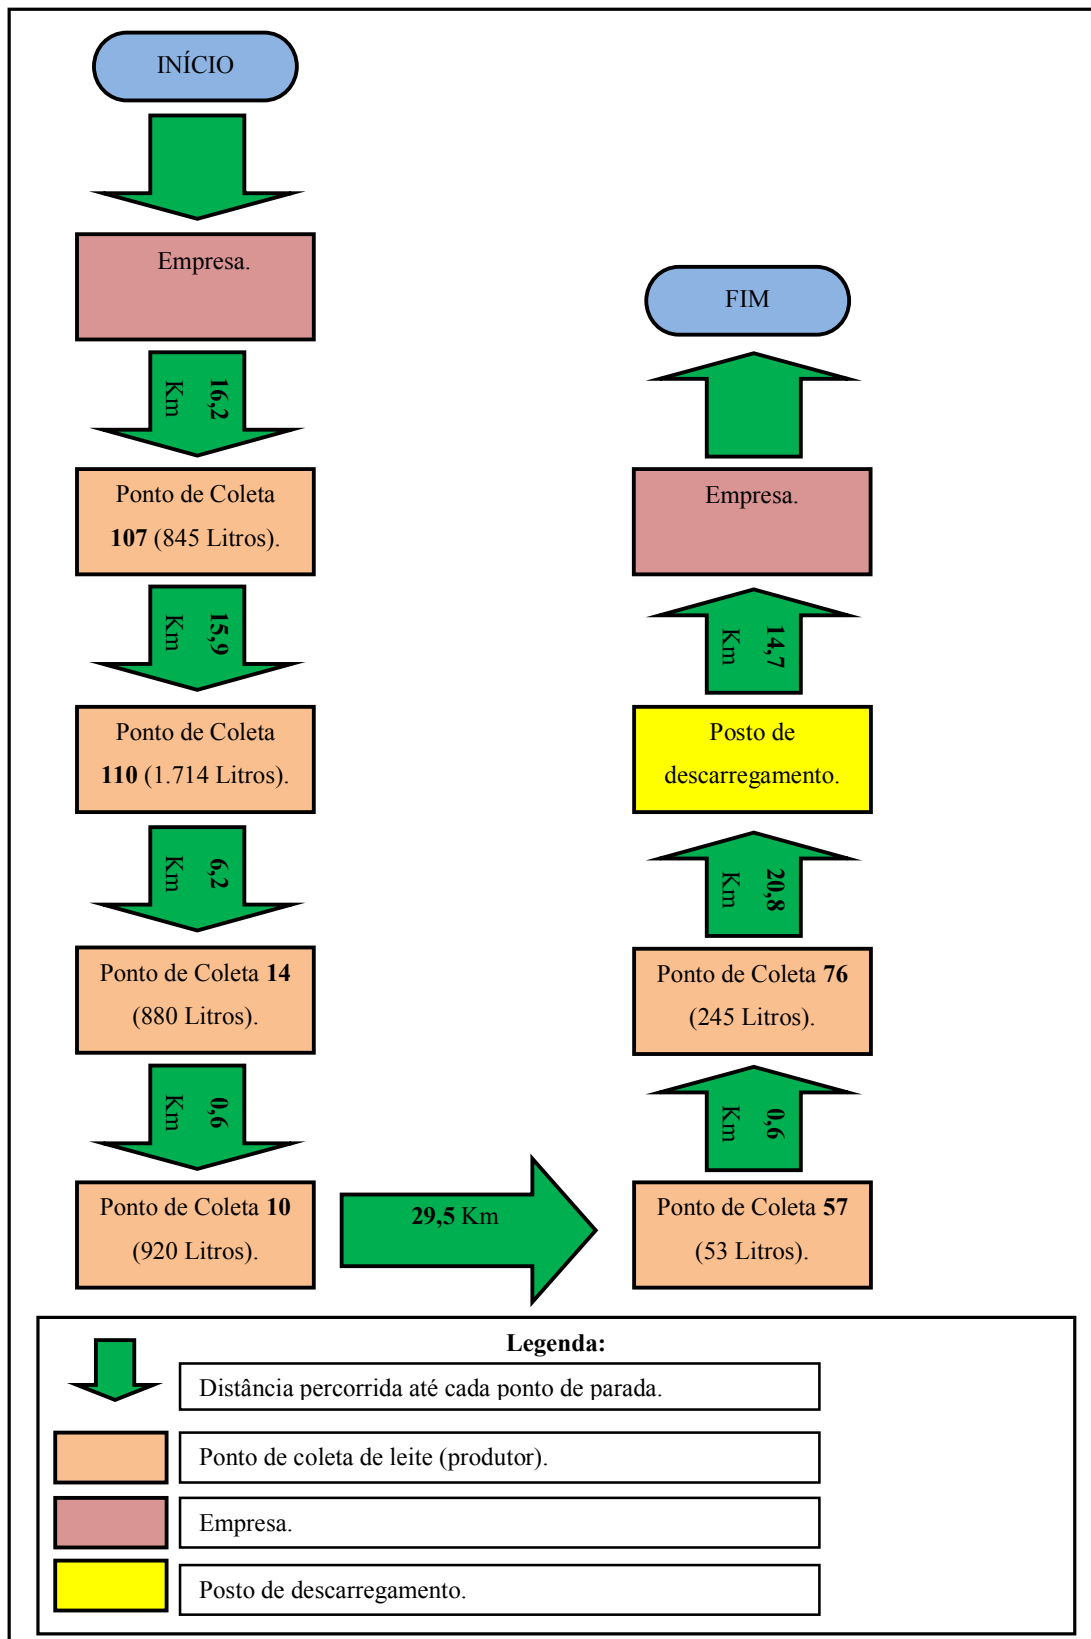 INÍCIO
Empresa.
16,2
Km
Ponto de Coleta
107 (845 Litros).
15,9
Km
Ponto de Coleta
110 (1.714 Litros).
6,2
Km
Ponto de Coleta 14
(880 Litros).
0,6
Km
Ponto de Coleta 10
(920 Litros).
29,5 Km
Ponto de Coleta 57
(53 Litros).
0,6
Km
Ponto de Coleta 76
(245 Litros).
20,8
Km
Posto de
descarregamento.
14,7
Km
Empresa.
FIM
Legenda:
Distância percorrida até cada ponto de parada.
Ponto de coleta de leite (produtor).
Empresa.
Posto de descarregamento.